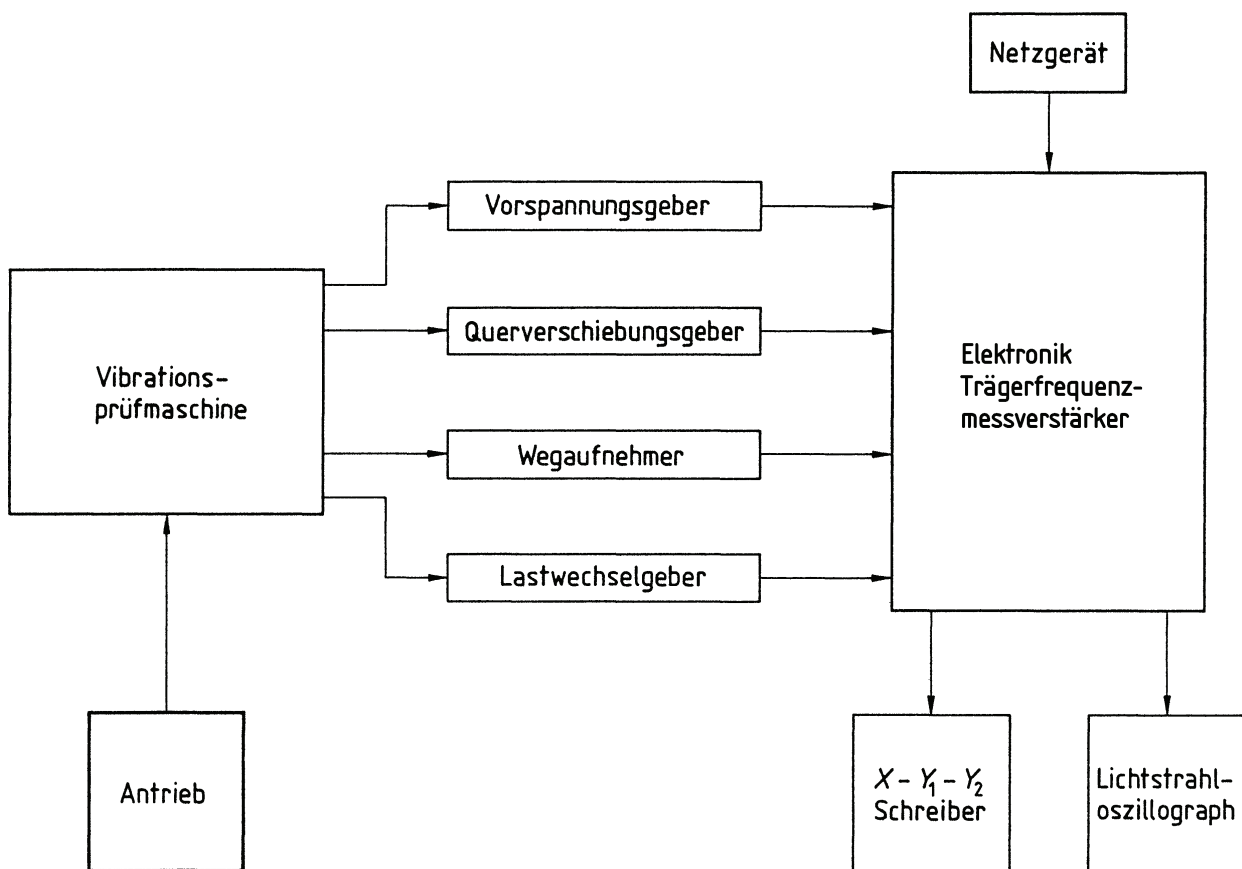 Netzgerät
Vorspannungsgeber
Querverschiebungsgeber
Vibrations-
prüfmaschine
Elektronik
Trägerfrequenz-
messverstärker
Wegaufnehmer
Lastwechselgeber
Antrieb
X – Y₁ – Y₂
Schreiber
Lichtstrahl-
oszillograph